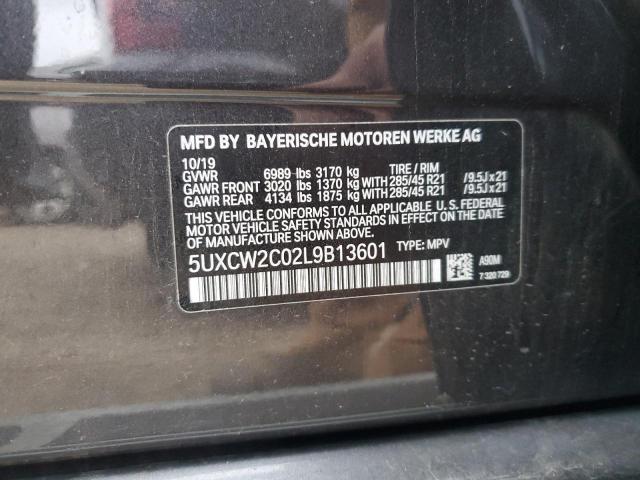 MFD BY BAYERISCHE MOTOREN WERKE AG
10/19 TIRE / RIM
GVWR 6989 lbs 3170 kg
GAWR FRONT 3020 lbs 1370 kg WITH 285/45 R21 /9.5J x 21
GAWR REAR 4134 lbs 1875 kg WITH 285/45 R21 /9.5J x 21
THIS VEHICLE CONFORMS TO ALL APPLICABLE U.S. FEDERAL
MOTOR VEHICLE SAFETY STANDARDS IN EFFECT ON THE
DATE OF MANUFACTURE SHOWN ABOVE.
5UXCW2C02L9B13601 TYPE: MPV
A90M
7 320 729